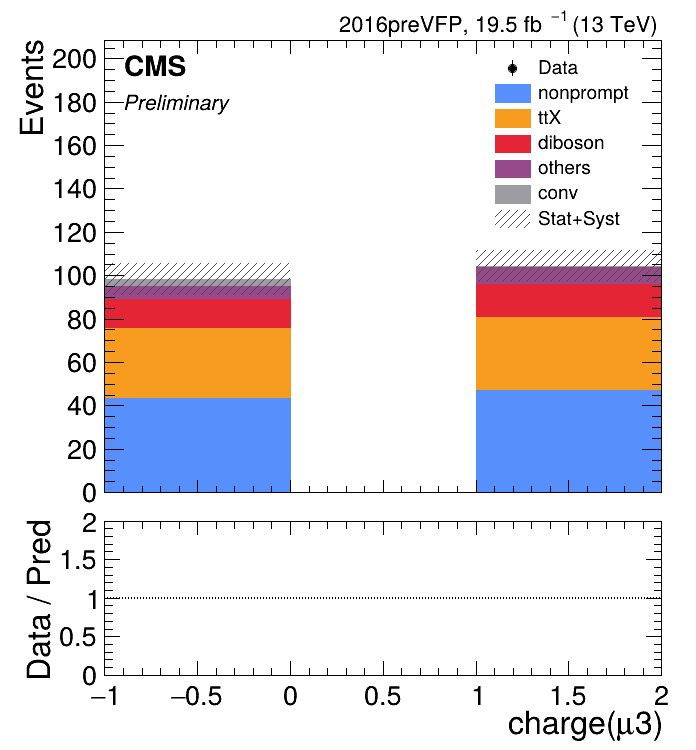 2016preVFP, 19.5 fb⁻¹ (13 TeV)
Events
200
180
160
140
120
100
80
60
40
20
0
CMS
Preliminary
Data
nonprompt
ttX
diboson
others
conv
Stat+Syst
Data / Pred
2
1.5
1
0.5
0
−1 −0.5 0 0.5 1 1.5 2
charge(μ3)